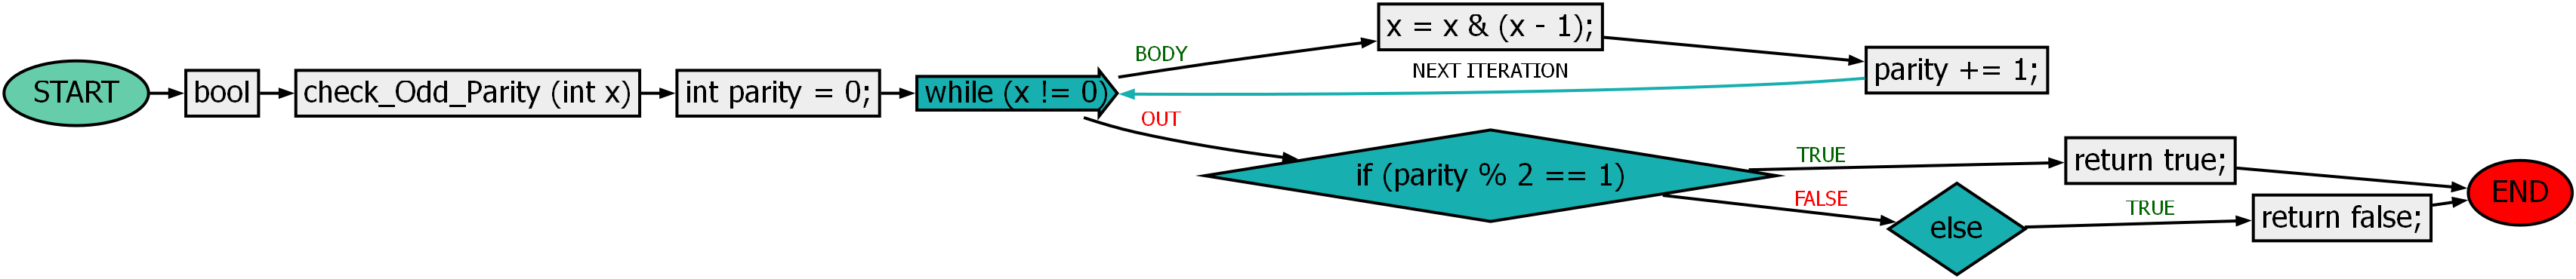 START
bool
check_Odd_Parity (int x)
int parity = 0;
while (x != 0)
BODY
x = x & (x - 1);
NEXT ITERATION
parity += 1;
OUT
if (parity % 2 == 1)
TRUE
return true;
FALSE
else
TRUE
return false;
END